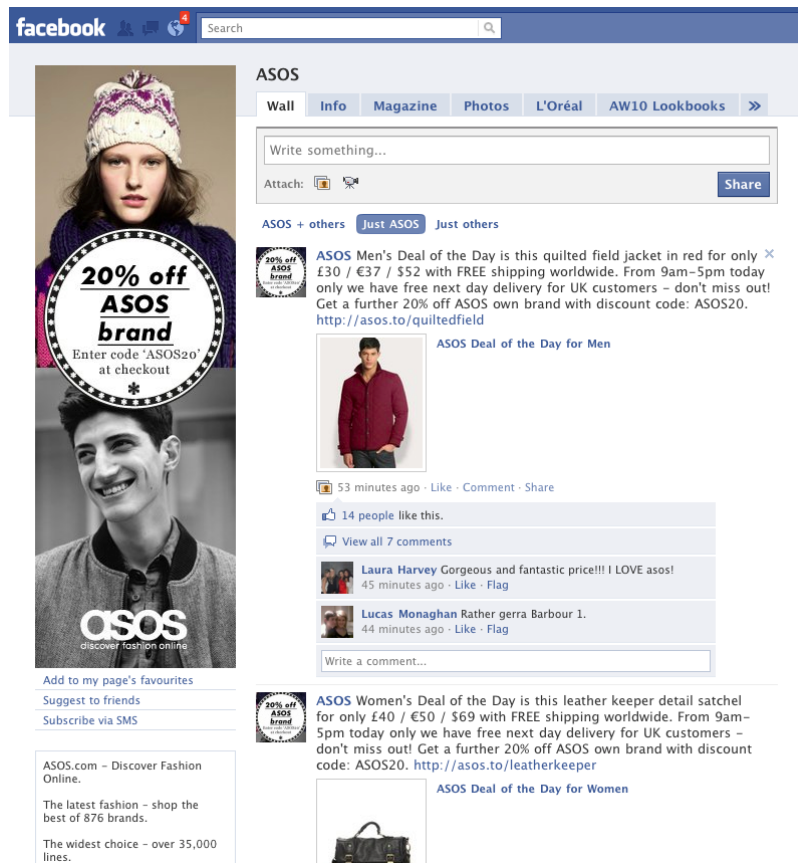 facebook
4
Search
ASOS
Wall Info Magazine Photos L'Oréal AW10 Lookbooks »
Write something...
Attach:
Share
ASOS + others Just ASOS Just others
20% off
ASOS
brand
Enter code 'ASOS20'
at checkout
*
asos
discover fashion online
Add to my page's favourites
Suggest to friends
Subscribe via SMS
ASOS.com – Discover Fashion
Online.
The latest fashion – shop the
best of 876 brands.
The widest choice – over 35,000
lines.
20% off
ASOS
brand
ASOS Men's Deal of the Day is this quilted field jacket in red for only
£30 / €37 / $52 with FREE shipping worldwide. From 9am–5pm today
only we have free next day delivery for UK customers – don't miss out!
Get a further 20% off ASOS own brand with discount code: ASOS20.
http://asos.to/quiltedfield
ASOS Deal of the Day for Men
53 minutes ago · Like · Comment · Share
14 people like this.
View all 7 comments
Laura Harvey Gorgeous and fantastic price!!! I LOVE asos!
45 minutes ago · Like · Flag
Lucas Monaghan Rather gerra Barbour 1.
44 minutes ago · Like · Flag
Write a comment...
20% off
ASOS
brand
ASOS Women's Deal of the Day is this leather keeper detail satchel
for only £40 / €50 / $69 with FREE shipping worldwide. From 9am–
5pm today only we have free next day delivery for UK customers –
don't miss out! Get a further 20% off ASOS own brand with discount
code: ASOS20. http://asos.to/leatherkeeper
ASOS Deal of the Day for Women